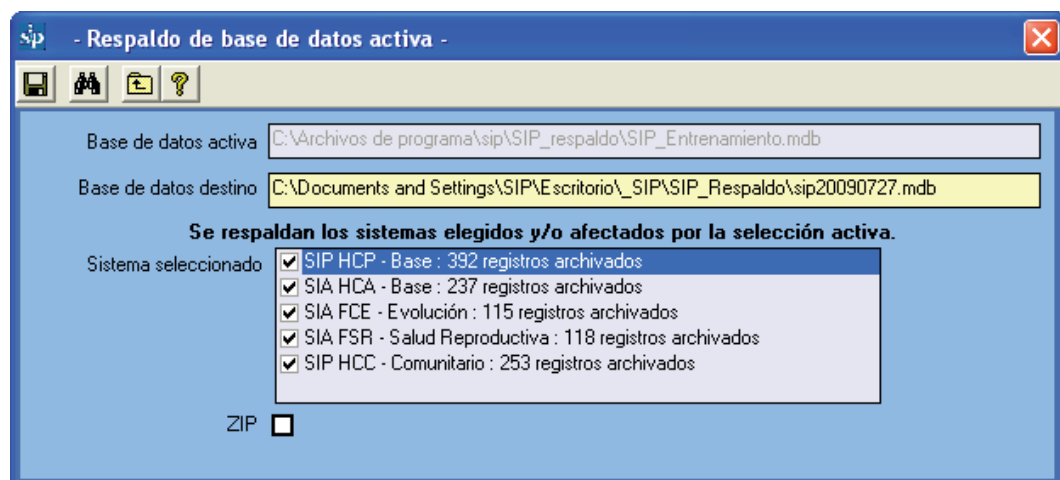 sip - Respaldo de base de datos activa -
Base de datos activa C:\Archivos de programa\sip\SIP_respaldo\SIP_Entrenamiento.mdb
Base de datos destino C:\Documents and Settings\SIP\Escritorio\_SIP\SIP_Respaldo\sip20090727.mdb
Se respaldan los sistemas elegidos y/o afectados por la selección activa.
Sistema seleccionado SIP HCP - Base : 392 registros archivados
SIA HCA - Base : 237 registros archivados
SIA FCE - Evolución : 115 registros archivados
SIA FSR - Salud Reproductiva : 118 registros archivados
SIP HCC - Comunitario : 253 registros archivados
ZIP